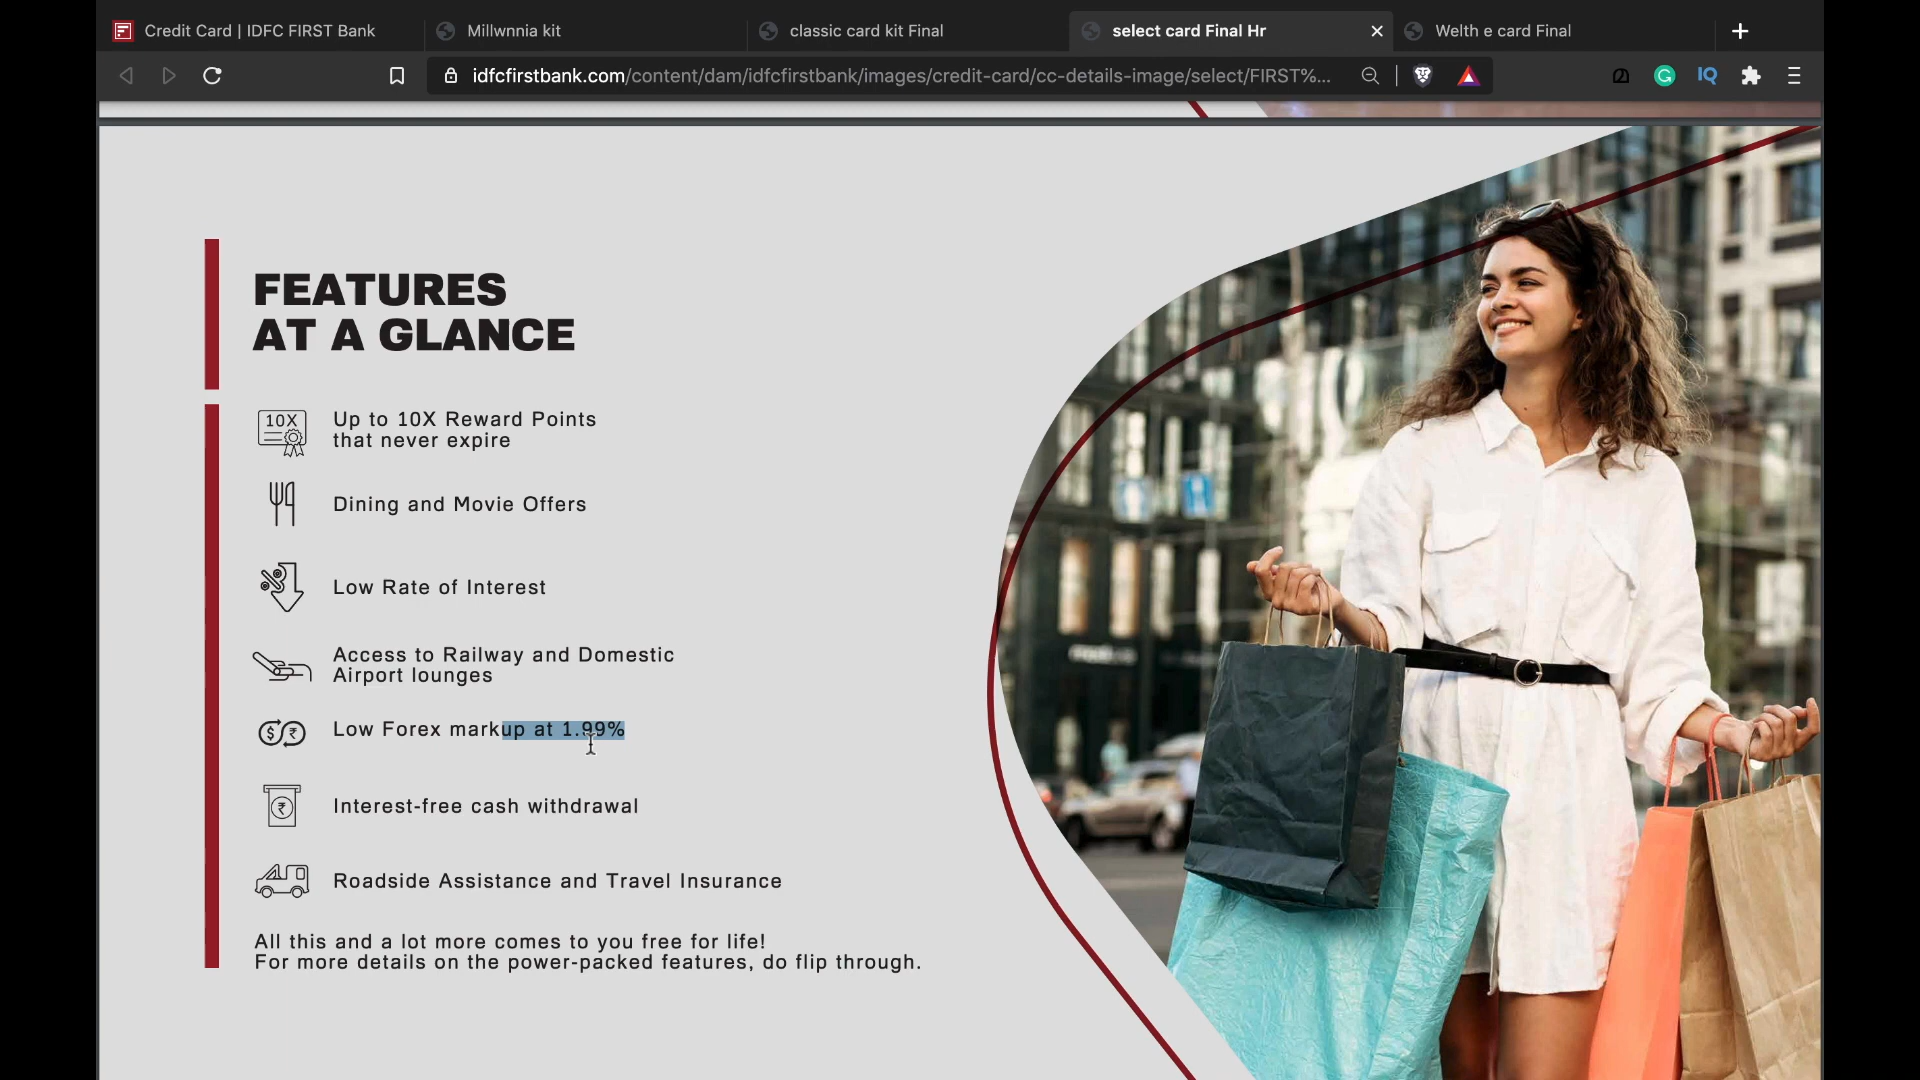 Credit Card | IDFC FIRST Bank
Millwnnia kit
classic card kit Final
select card Final Hr
Welth e card Final
idfcfirstbank.com/content/dam/idfcfirstbank/images/credit-card/cc-details-image/select/FIRST%...
IQ
FEATURES
AT A GLANCE
10X
Up to 10X Reward Points
that never expire
Dining and Movie Offers
Low Rate of Interest
Access to Railway and Domestic
Airport lounges
$ ₹
Low Forex markup at 1.99%
₹
Interest-free cash withdrawal
Roadside Assistance and Travel Insurance
All this and a lot more comes to you free for life!
For more details on the power-packed features, do flip through.